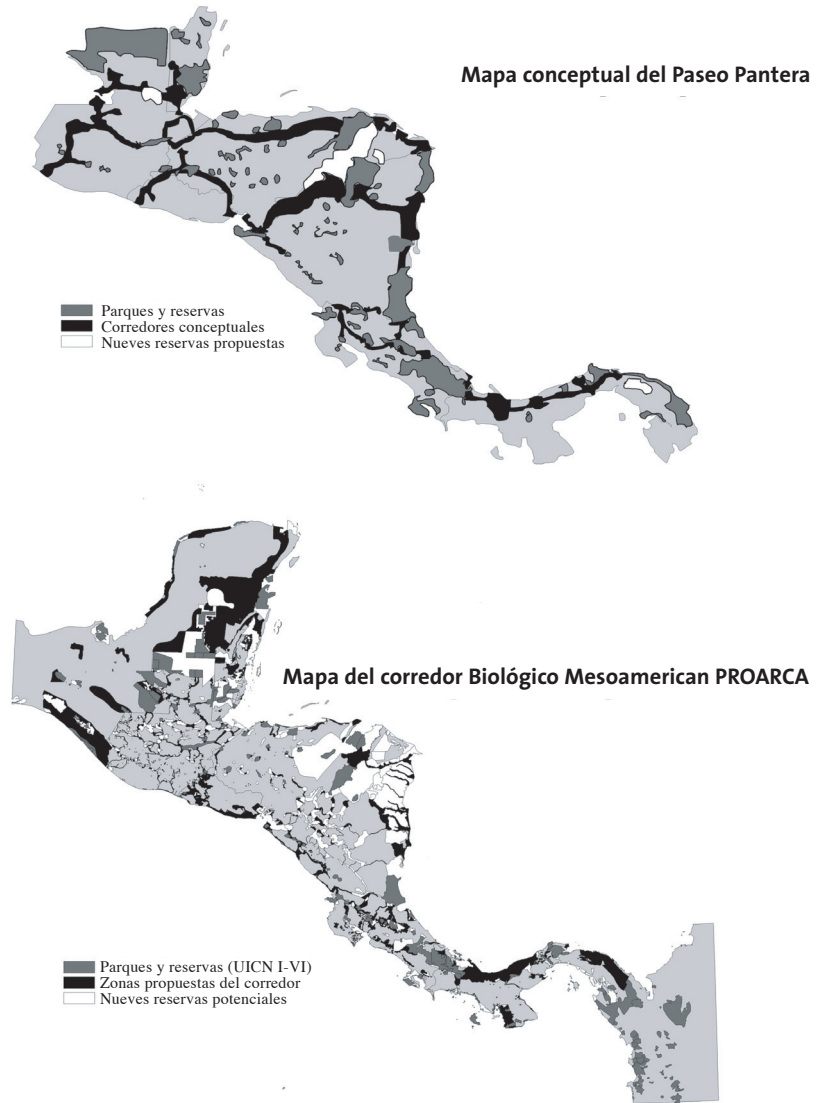 Mapa conceptual del Paseo Pantera
Parques y reservas
Corredores conceptuales
Nueves reservas propuestas
Mapa del corredor Biológico Mesoamerican PROARCA
Parques y reservas (UICN I-VI)
Zonas propuestas del corredor
Nueves reservas potenciales